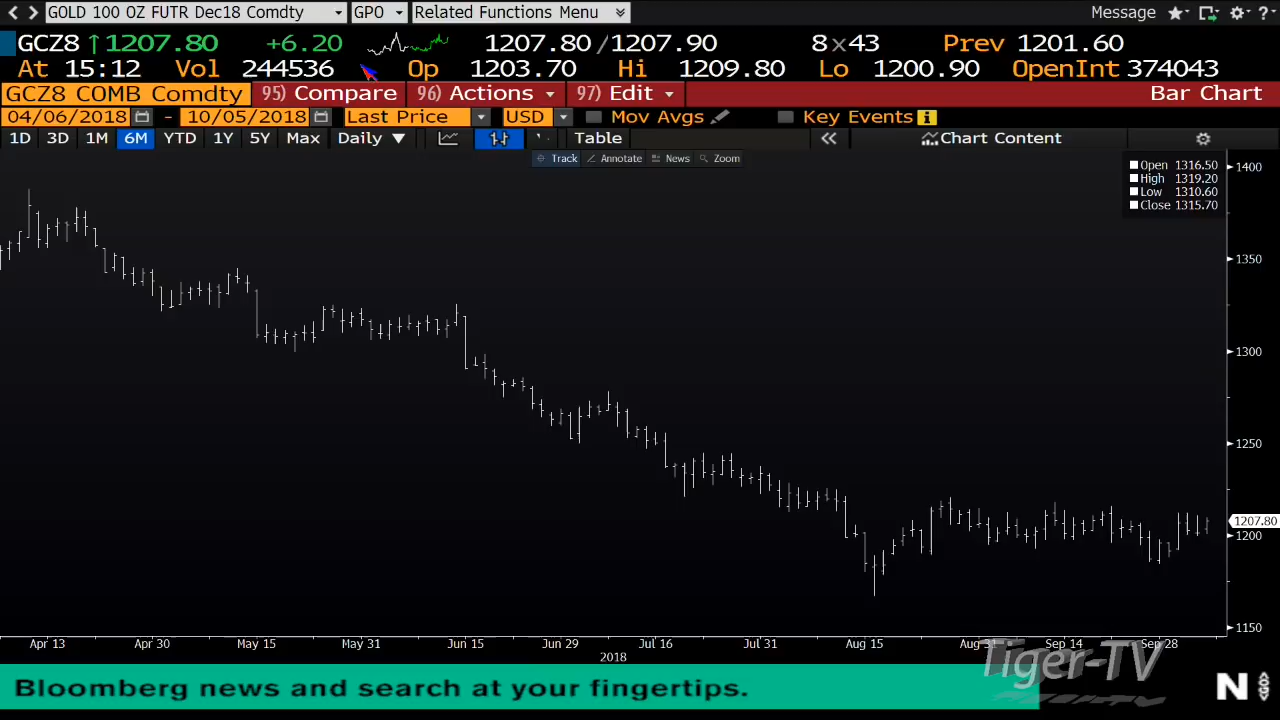 GOLD 100 OZ FUTR Dec18 Comdty GPO Related Functions Menu Message ?
GCZ8 ↑1207.80 +6.20 1207.80/1207.90 8x43 Prev 1201.60
At 15:12 Vol 244536 Op 1203.70 Hi 1209.80 Lo 1200.90 OpenInt 374043
GCZ8 COMB Comdty 95) Compare 96) Actions 97) Edit Bar Chart
04/06/2018 - 10/05/2018 Last Price USD Mov Avgs Key Events i
1D 3D 1M 6M YTD 1Y 5Y Max Daily ▼ Table « Chart Content
Track Annotate News Zoom
Open 1316.50
High 1319.20
Low 1310.60
Close 1315.70
1400
1350
1300
1250
1207.80
1200
1150
Apr 13 Apr 30 May 15 May 31 Jun 15 Jun 29 Jul 16 Jul 31 Aug 15 Aug 31 Sep 14 Sep 28
2018
Tiger-TV
Bloomberg news and search at your fingertips.
N